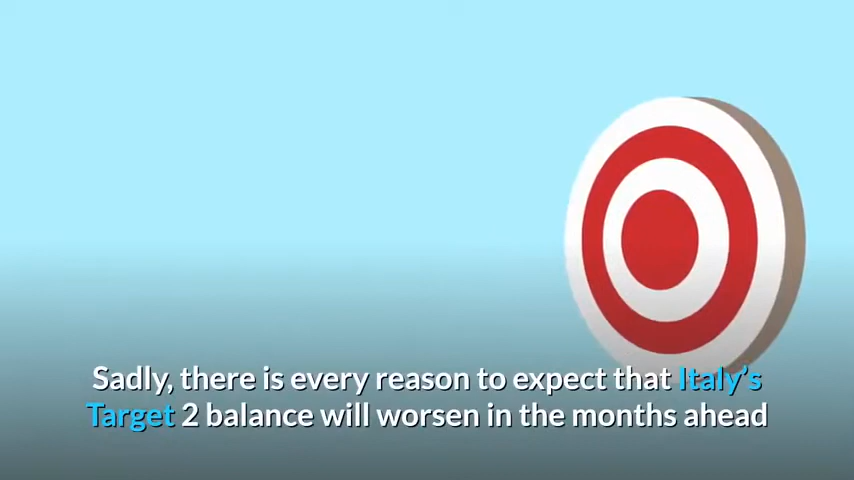 Sadly, there is every reason to expect that Italy's
Target 2 balance will worsen in the months ahead